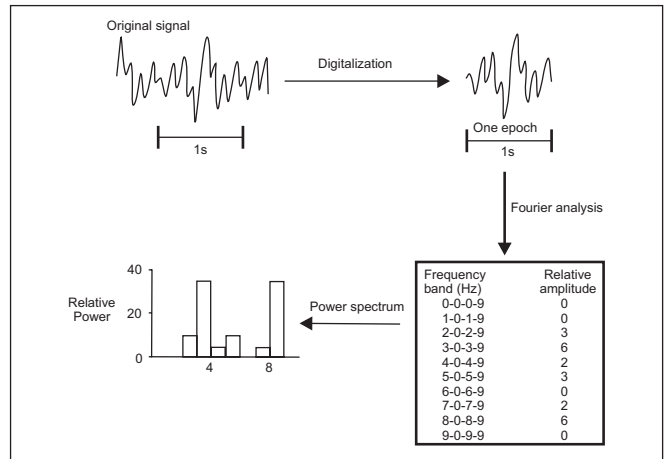 Original signal
Digitalization
One epoch
1s
1s
Fourier analysis
Frequency band (Hz) Relative amplitude
0-0-0-9 0
1-0-1-9 0
2-0-2-9 3
3-0-3-9 6
4-0-4-9 2
5-0-5-9 3
6-0-6-9 0
7-0-7-9 2
8-0-8-9 6
9-0-9-9 0
Power spectrum
Relative
Power
40
20
0
4 8